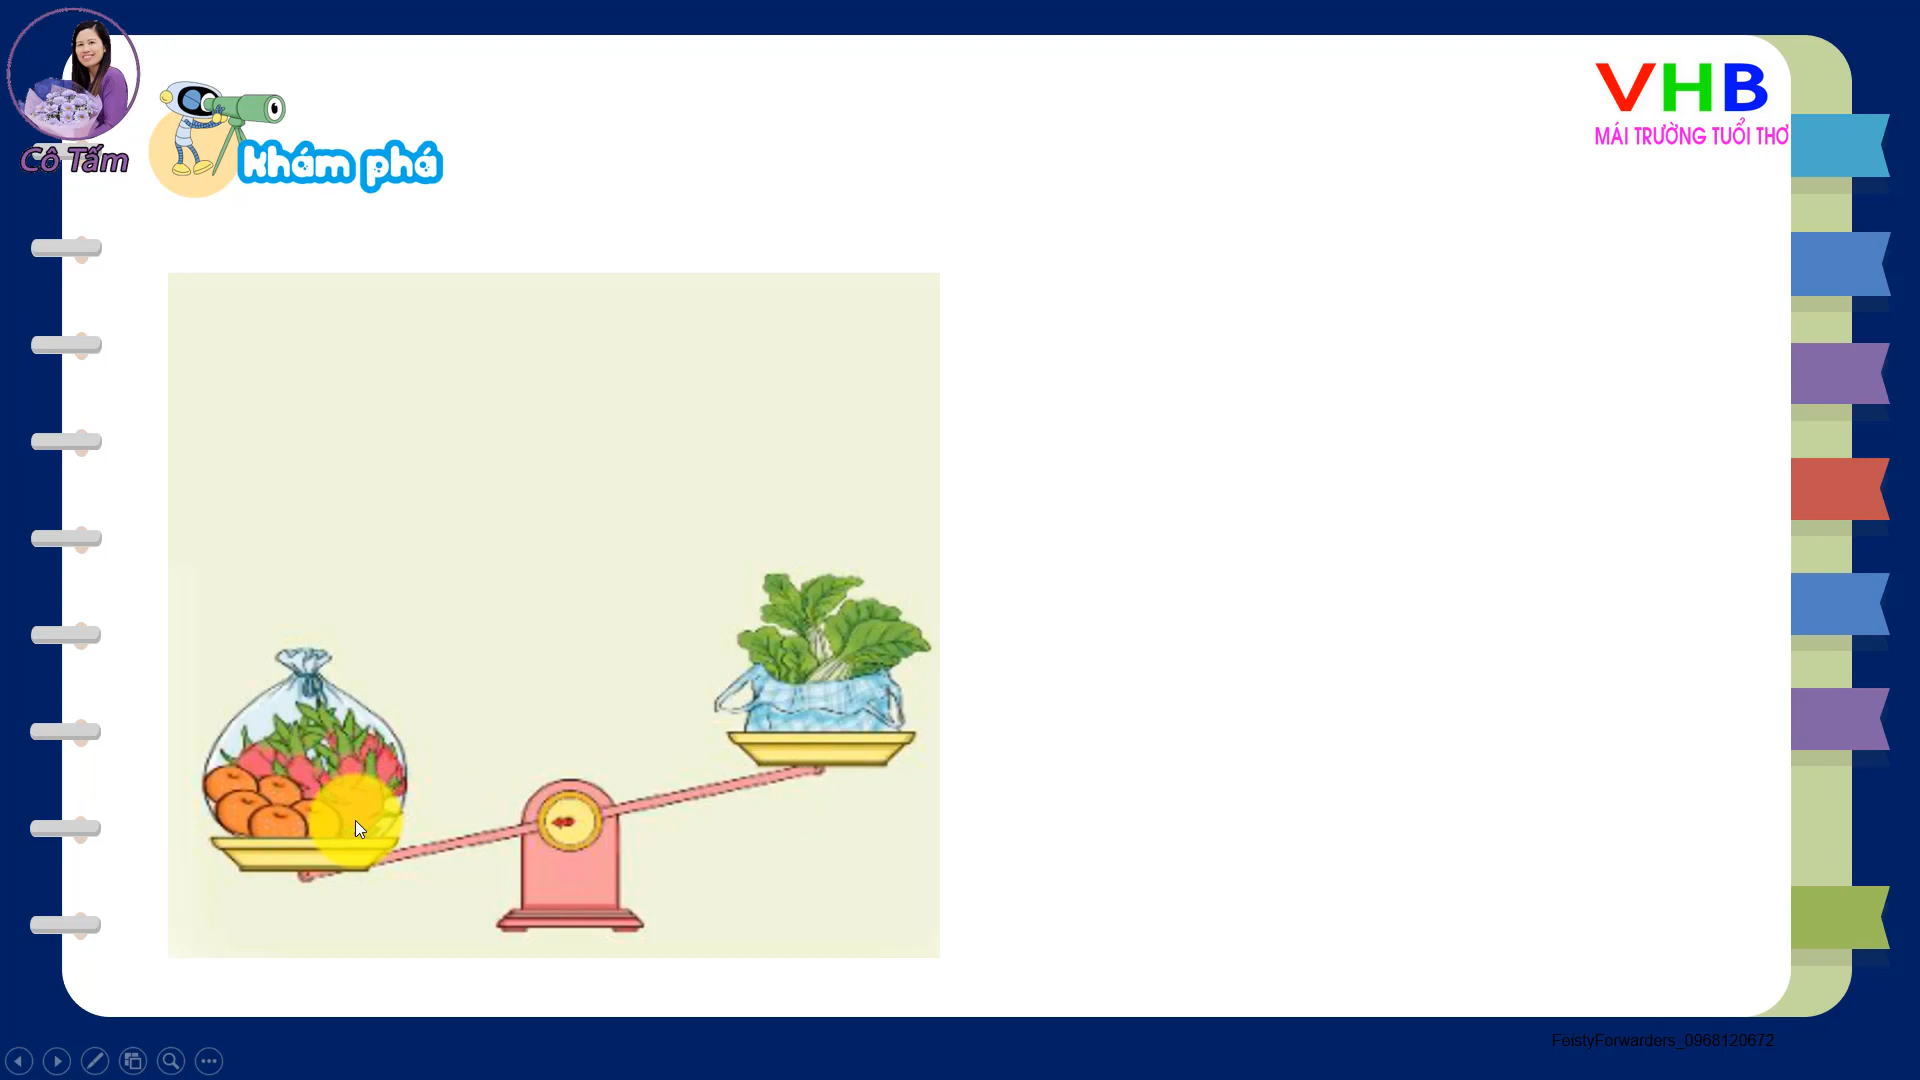 Cô Tấm
Khám phá
VHB
MÁI TRƯỜNG TUỔI THƠ
FeistyForwarders_0968120672